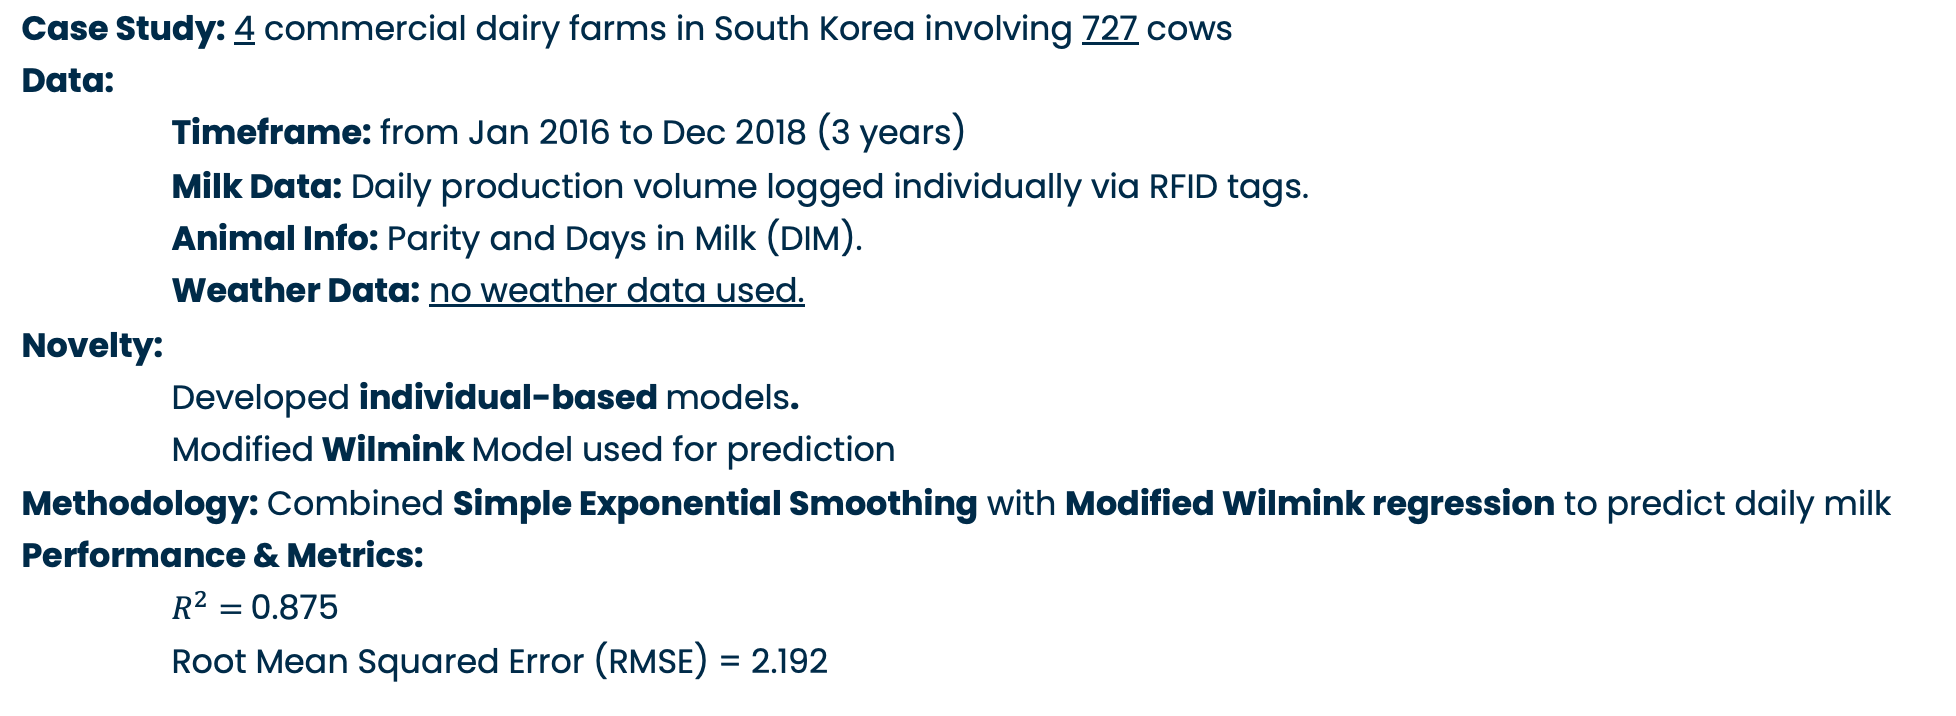 Case Study: 4 commercial dairy farms in South Korea involving 727 cows
Data:
Timeframe: from Jan 2016 to Dec 2018 (3 years)
Milk Data: Daily production volume logged individually via RFID tags.
Animal Info: Parity and Days in Milk (DIM).
Weather Data: no weather data used.
Novelty:
Developed individual-based models.
Modified Wilmink Model used for prediction
Methodology: Combined Simple Exponential Smoothing with Modified Wilmink regression to predict daily milk
Performance & Metrics:
R² = 0.875
Root Mean Squared Error (RMSE) = 2.192